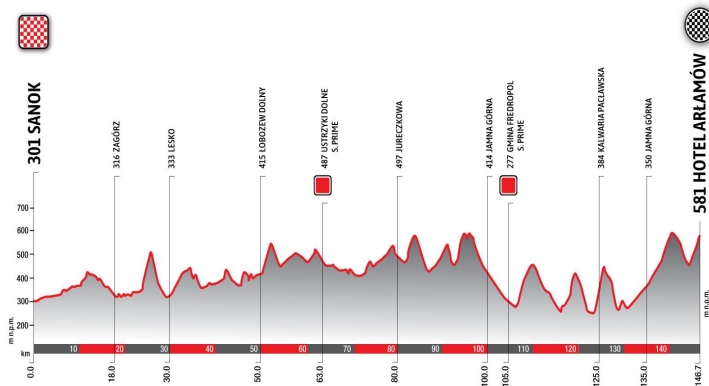 301 SANOK
316 ZAGÓRZ
333 LESKO
415 ŁOBOZEW DOLNY
487 USTRZYKI DOLNE
S. PRIME
497 JURECZKOWA
414 JAMNA GÓRNA
277 GMINA FREDROPOL
S. PRIME
384 KALWARIA PACŁAWSKA
350 JAMNA GÓRNA
581 HOTEL ARŁAMÓW
700
600
500
400
300
200
m n.p.m.
m n.p.m.
km
10 20 30 40 50 60 70 80 90 100 110 120 130 140
0.0 18.0 30.0 50.0 63.0 80.0 100.0 105.0 125.0 135.0 146.7